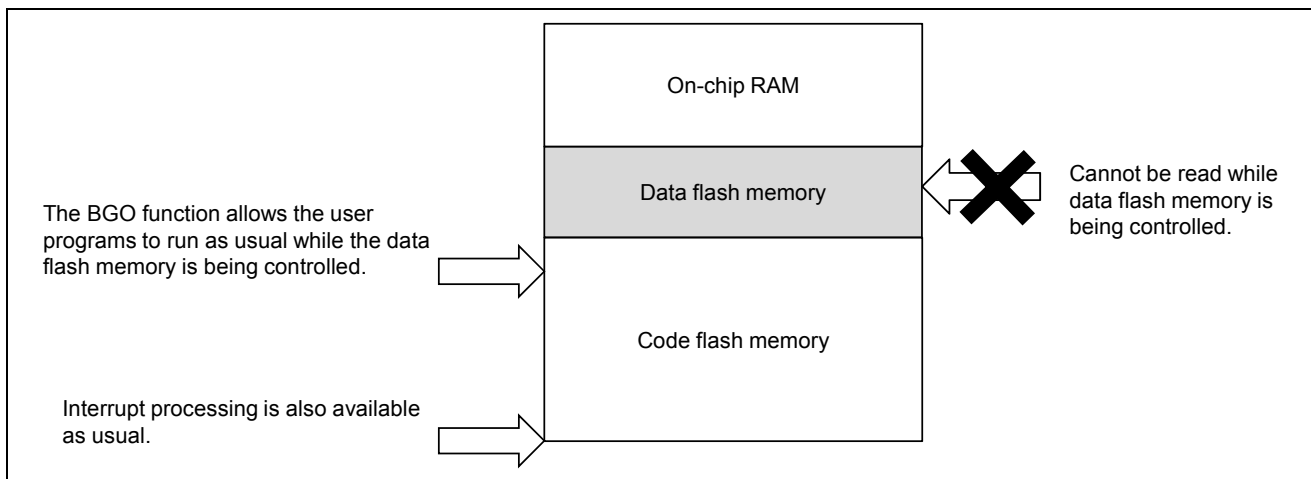 On-chip RAM
Data flash memory
Cannot be read while
data flash memory is
being controlled.
The BGO function allows the user
programs to run as usual while the data
flash memory is being controlled.
Code flash memory
Interrupt processing is also available
as usual.